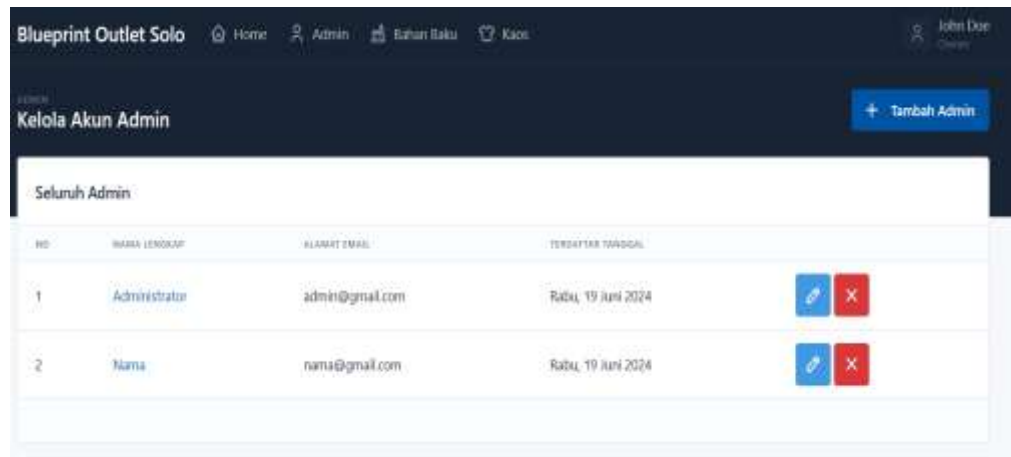 Blueprint Outlet Solo Home Admin Bahan Baku Kaos John Doe
Owner
ADMIN
Kelola Akun Admin Tambah Admin
Seluruh Admin
NO NAMA LENGKAP ALAMAT EMAIL TERDAFTAR TANGGAL
1 Administrator admin@gmail.com Rabu, 19 Juni 2024
2 Nama nama@gmail.com Rabu, 19 Juni 2024